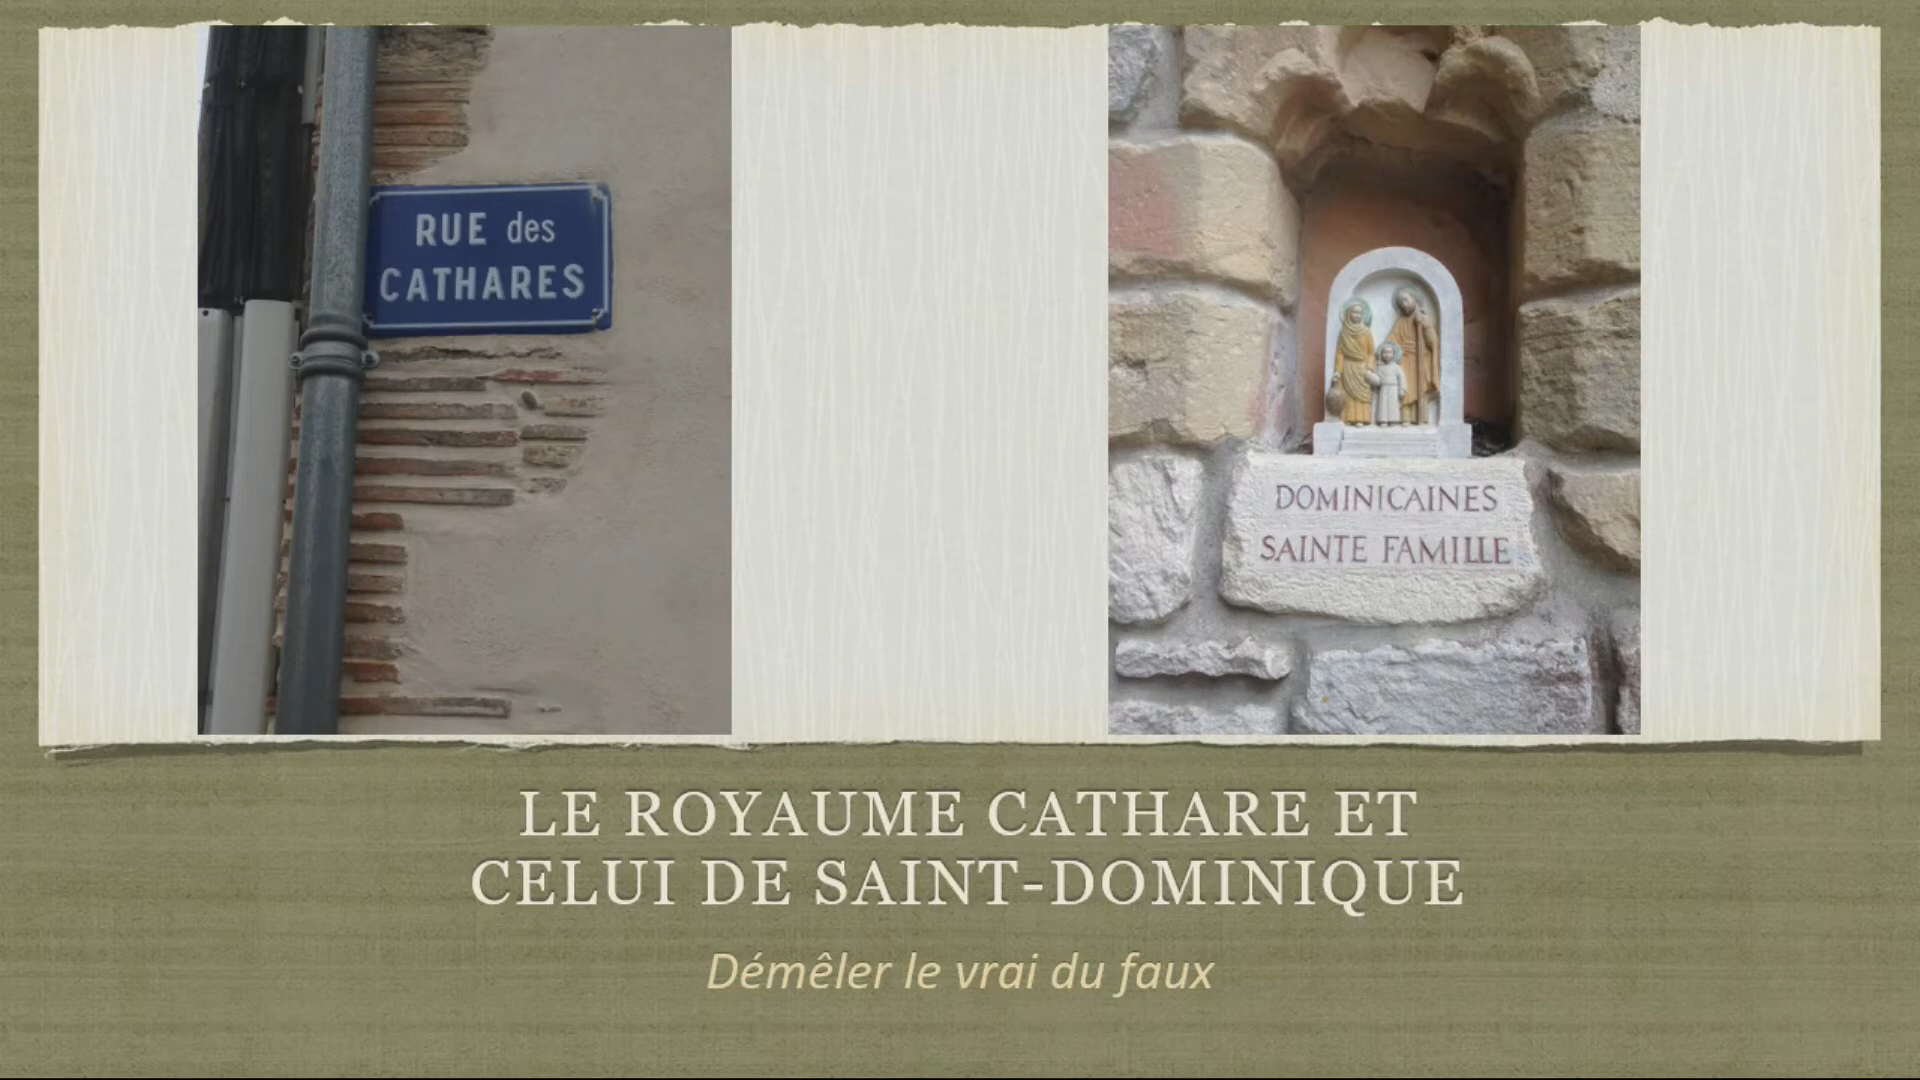 RUE des
CATHARES
DOMINICAINES
SAINTE FAMILLE
LE ROYAUME CATHARE ET
CELUI DE SAINT-DOMINIQUE
Démêler le vrai du faux